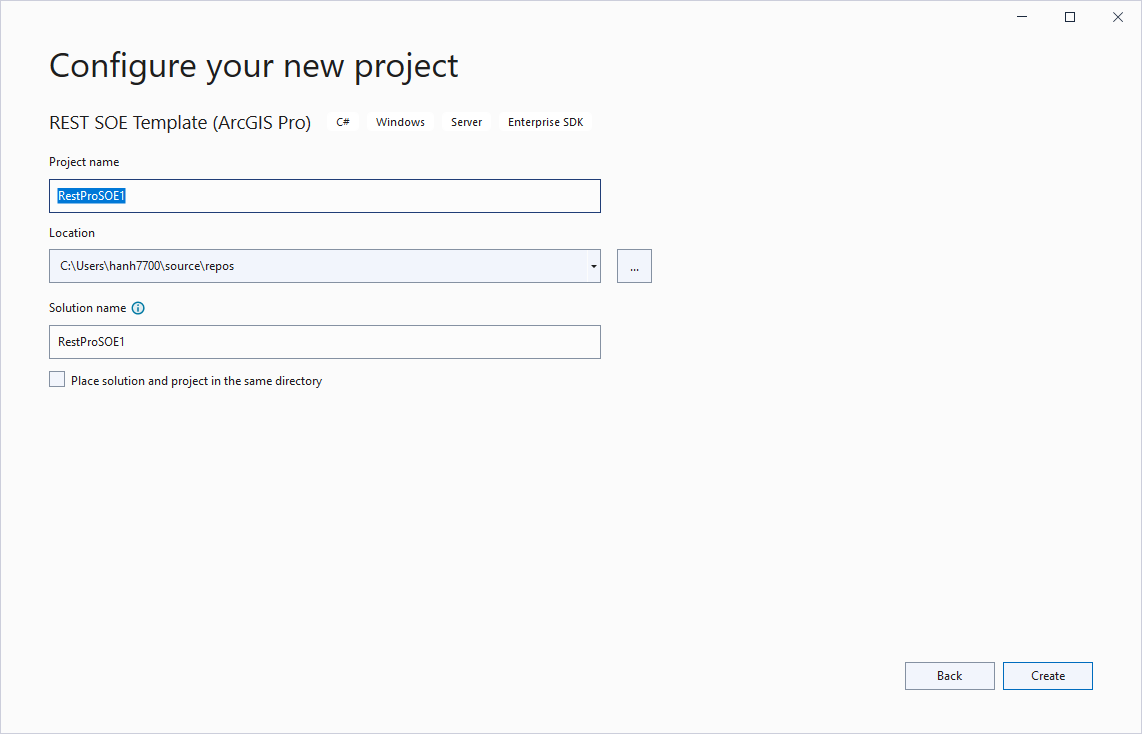 Configure your new project
REST SOE Template (ArcGIS Pro) C# Windows Server Enterprise SDK
Project name
RestProSOE1
Location
C:\Users\hanh7700\source\repos
...
Solution name
RestProSOE1
Place solution and project in the same directory
Back Create